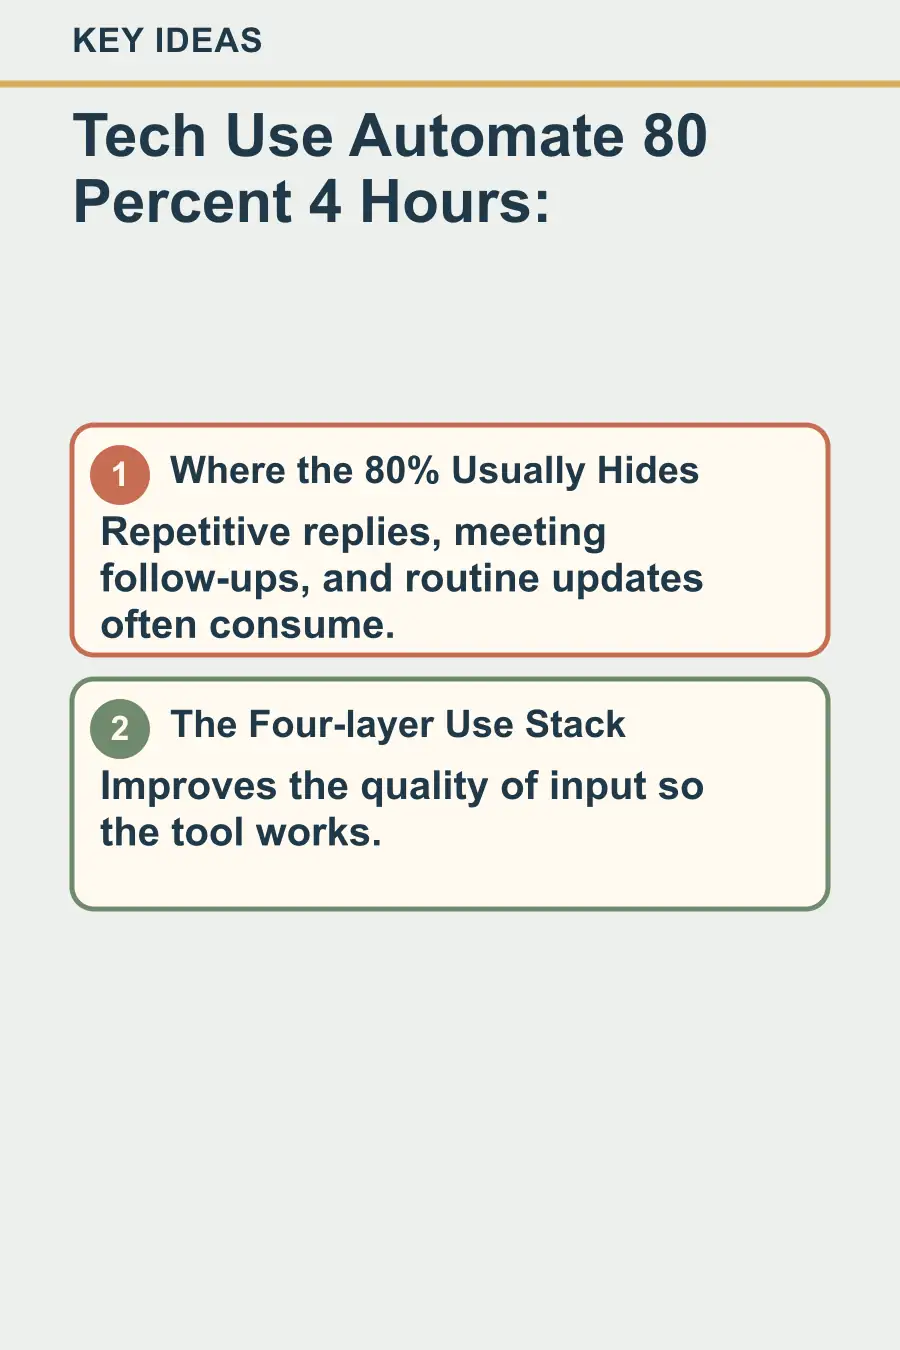 KEY IDEAS
Tech Use Automate 80
Percent 4 Hours:
1 Where the 80% Usually Hides
Repetitive replies, meeting
follow-ups, and routine updates
often consume.
2 The Four-layer Use Stack
Improves the quality of input so
the tool works.